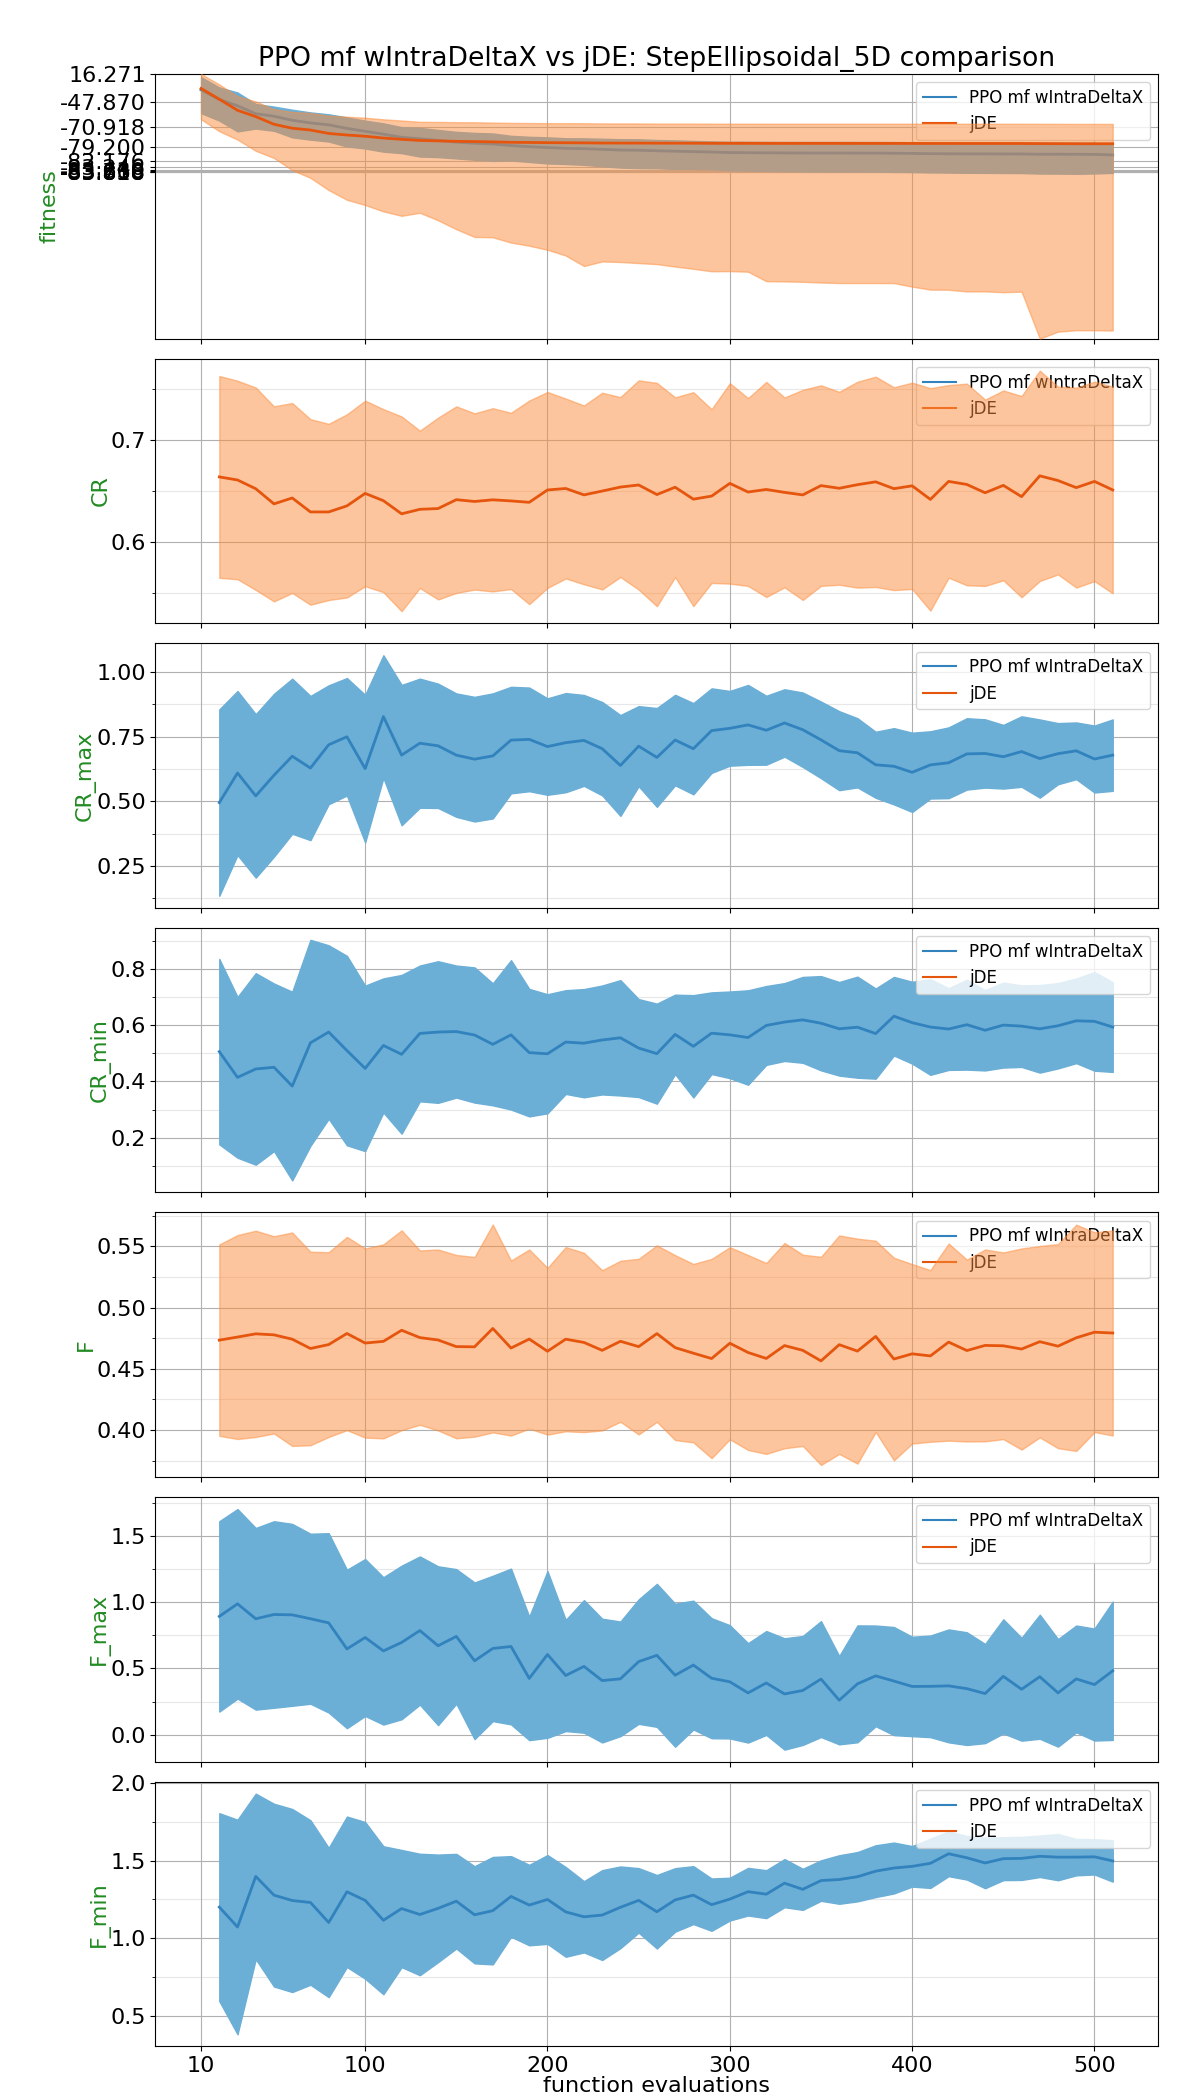 PPO mf wIntraDeltaX vs jDE: StepEllipsoidal_5D comparison
16.271
-47.870
-70.918
-79.200
fitness
PPO mf wIntraDeltaX
jDE
0.7
0.6
CR
PPO mf wIntraDeltaX
jDE
1.00
0.75
0.50
0.25
CR_max
PPO mf wIntraDeltaX
jDE
0.8
0.6
0.4
0.2
CR_min
PPO mf wIntraDeltaX
jDE
0.55
0.50
0.45
0.40
F
PPO mf wIntraDeltaX
jDE
1.5
1.0
0.5
0.0
F_max
PPO mf wIntraDeltaX
jDE
2.0
1.5
1.0
0.5
F_min
PPO mf wIntraDeltaX
jDE
10 100 200 300 400 500
function evaluations